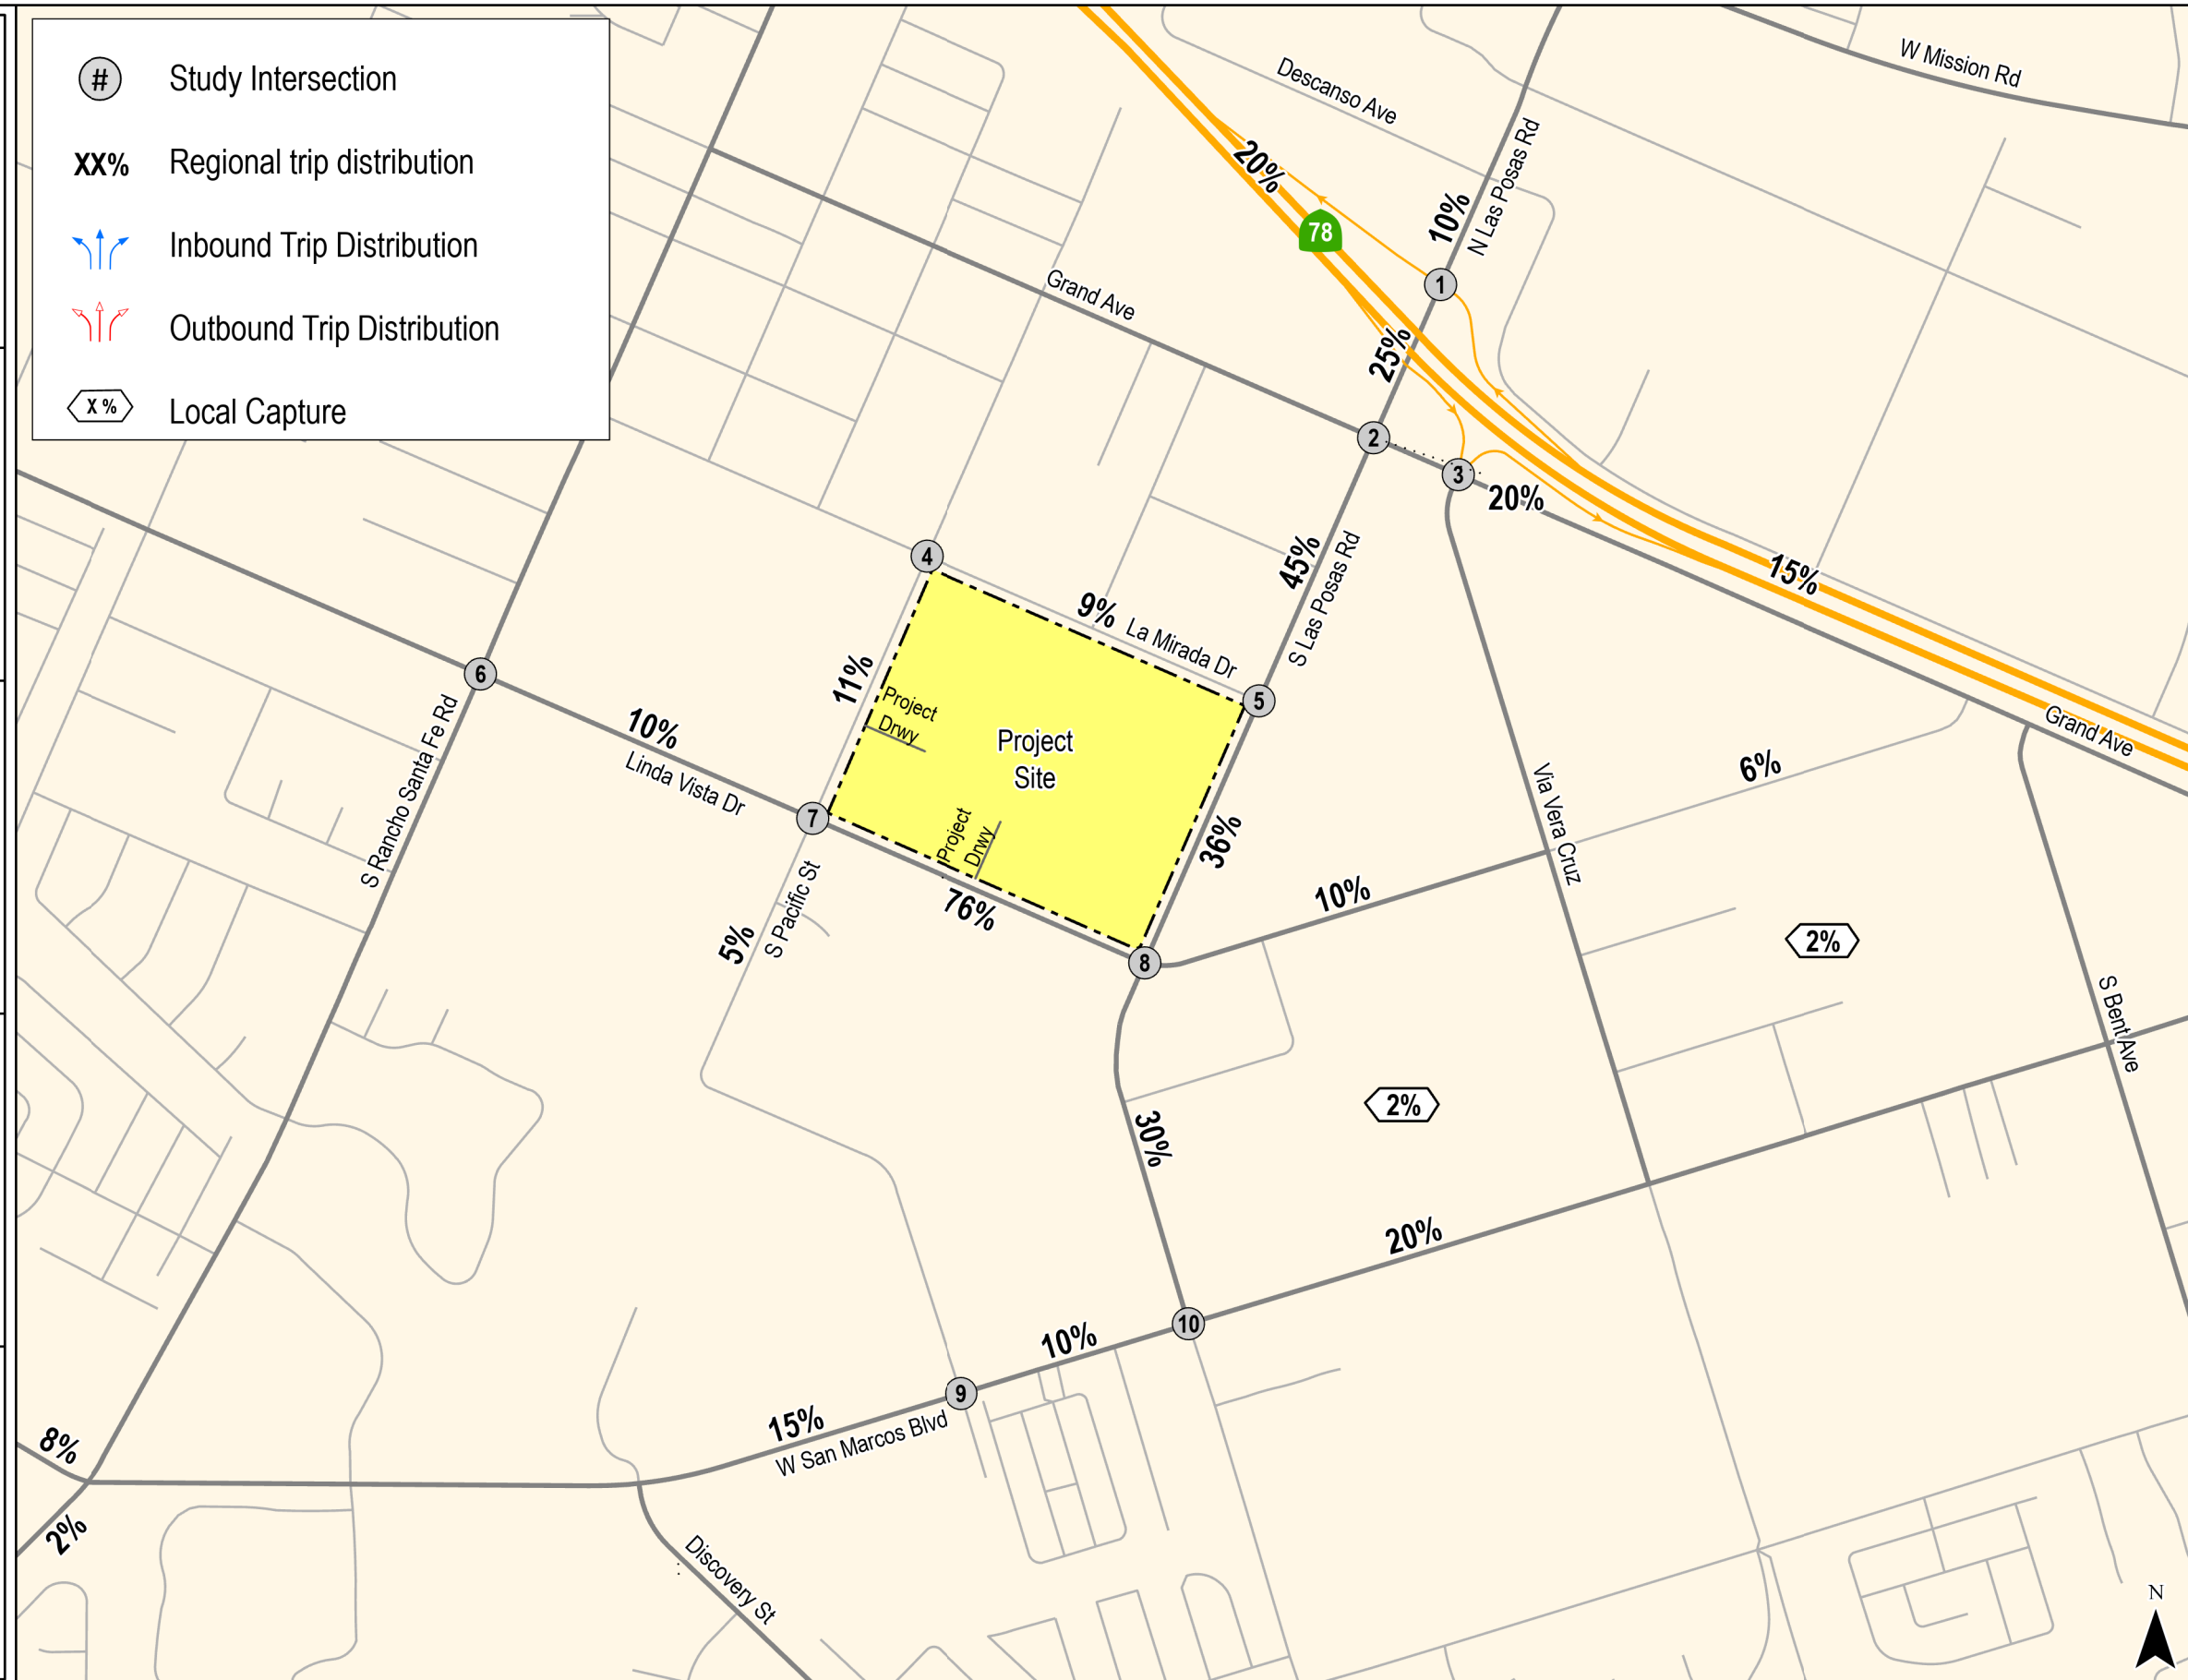 # Study Intersection
XX% Regional trip distribution
Inbound Trip Distribution
Outbound Trip Distribution
X % Local Capture
W Mission Rd
Descanso Ave
N Las Posas Rd
20%
10%
78
1
Grand Ave
25%
2
3
20%
4
45%
S Las Posas Rd
15%
9%
La Mirada Dr
11%
5
6
Project
Drwy
Project
Site
S Rancho Santa Fe Rd
10%
Linda Vista Dr
Grand Ave
6%
Via Vera Cruz
7
Project
Drwy
36%
10%
76%
S Pacific St
5%
2%
8
S Bent Ave
2%
30%
20%
10
10%
9
15%
W San Marcos Blvd
8%
2%
Discovery St
N